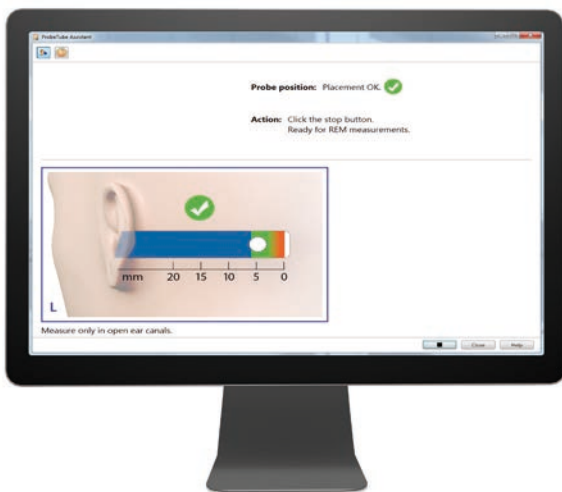 ProbeTube Assistant
Probe position: Placement OK.
Action: Click the stop button.
Ready for REM measurements.
mm 20 15 10 5 0
L
Measure only in open ear canals.
Close Help